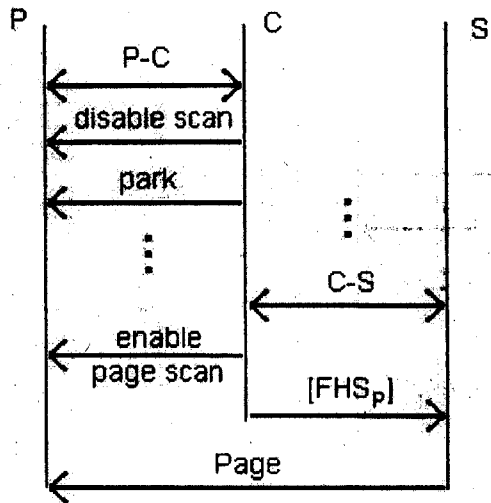 P
C
S
P-C
disable scan
park
C-S
enable
page scan
[FHSp]
Page